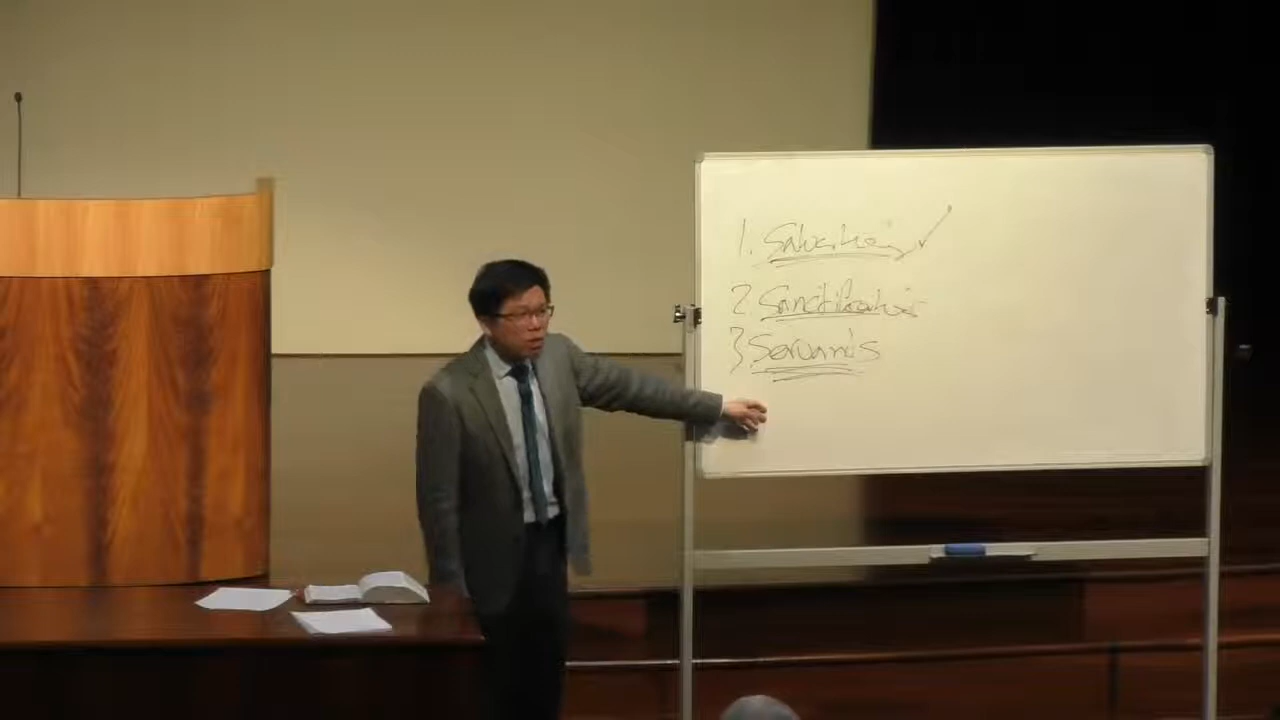 1. Salvation ✓
2. Sanctification
3. Servants